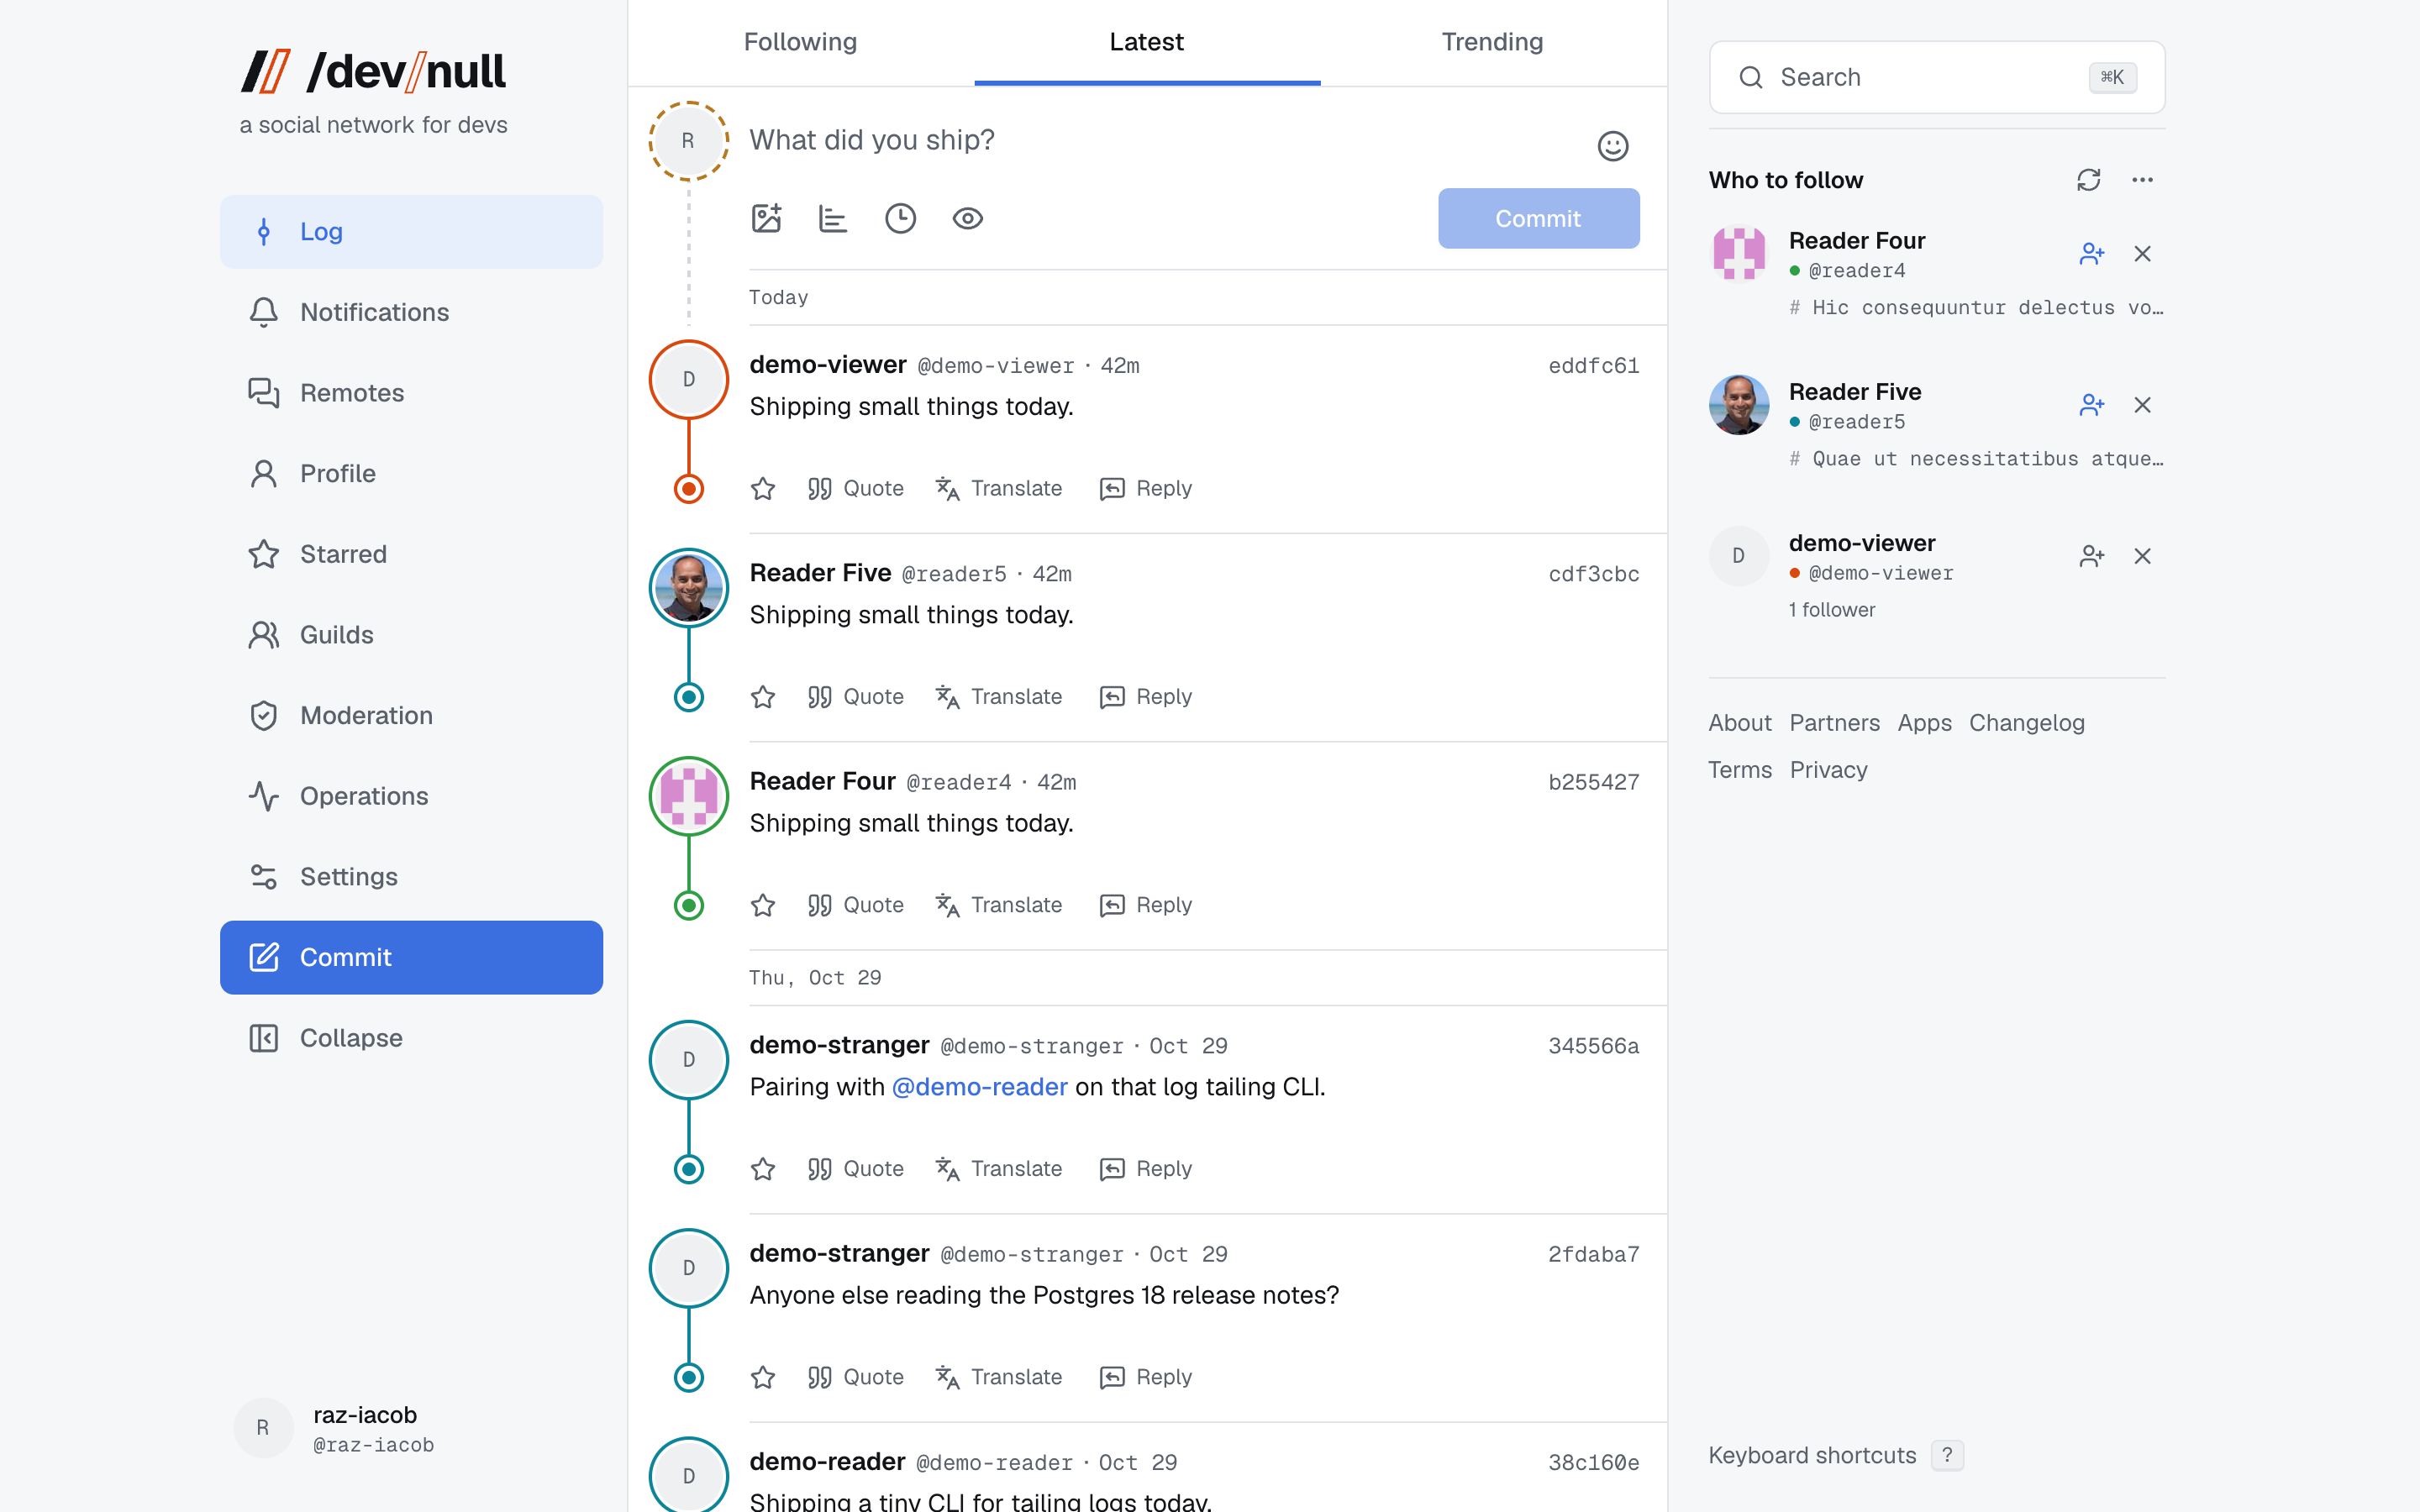 /dev/null
a social network for devs
Log
Notifications
Remotes
Profile
Starred
Guilds
Moderation
Operations
Settings
Commit
Collapse
R
raz-iacob
@raz-iacob
Following
Latest
Trending
R
What did you ship?
Commit
Today
D
demo-viewer @demo-viewer · 42m
eddfc61
Shipping small things today.
Quote
Translate
Reply
Reader Five @reader5 · 42m
cdf3cbc
Shipping small things today.
Quote
Translate
Reply
Reader Four @reader4 · 42m
b255427
Shipping small things today.
Quote
Translate
Reply
Thu, Oct 29
D
demo-stranger @demo-stranger · Oct 29
345566a
Pairing with @demo-reader on that log tailing CLI.
Quote
Translate
Reply
D
demo-stranger @demo-stranger · Oct 29
2fdaba7
Anyone else reading the Postgres 18 release notes?
Quote
Translate
Reply
D
demo-reader @demo-reader · Oct 29
38c160e
Shipping a tiny CLI for tailing logs today.
Search
⌘K
Who to follow
Reader Four
@reader4
# Hic consequuntur delectus vo…
Reader Five
@reader5
# Quae ut necessitatibus atque…
D
demo-viewer
@demo-viewer
1 follower
About Partners Apps Changelog
Terms Privacy
Keyboard shortcuts ?